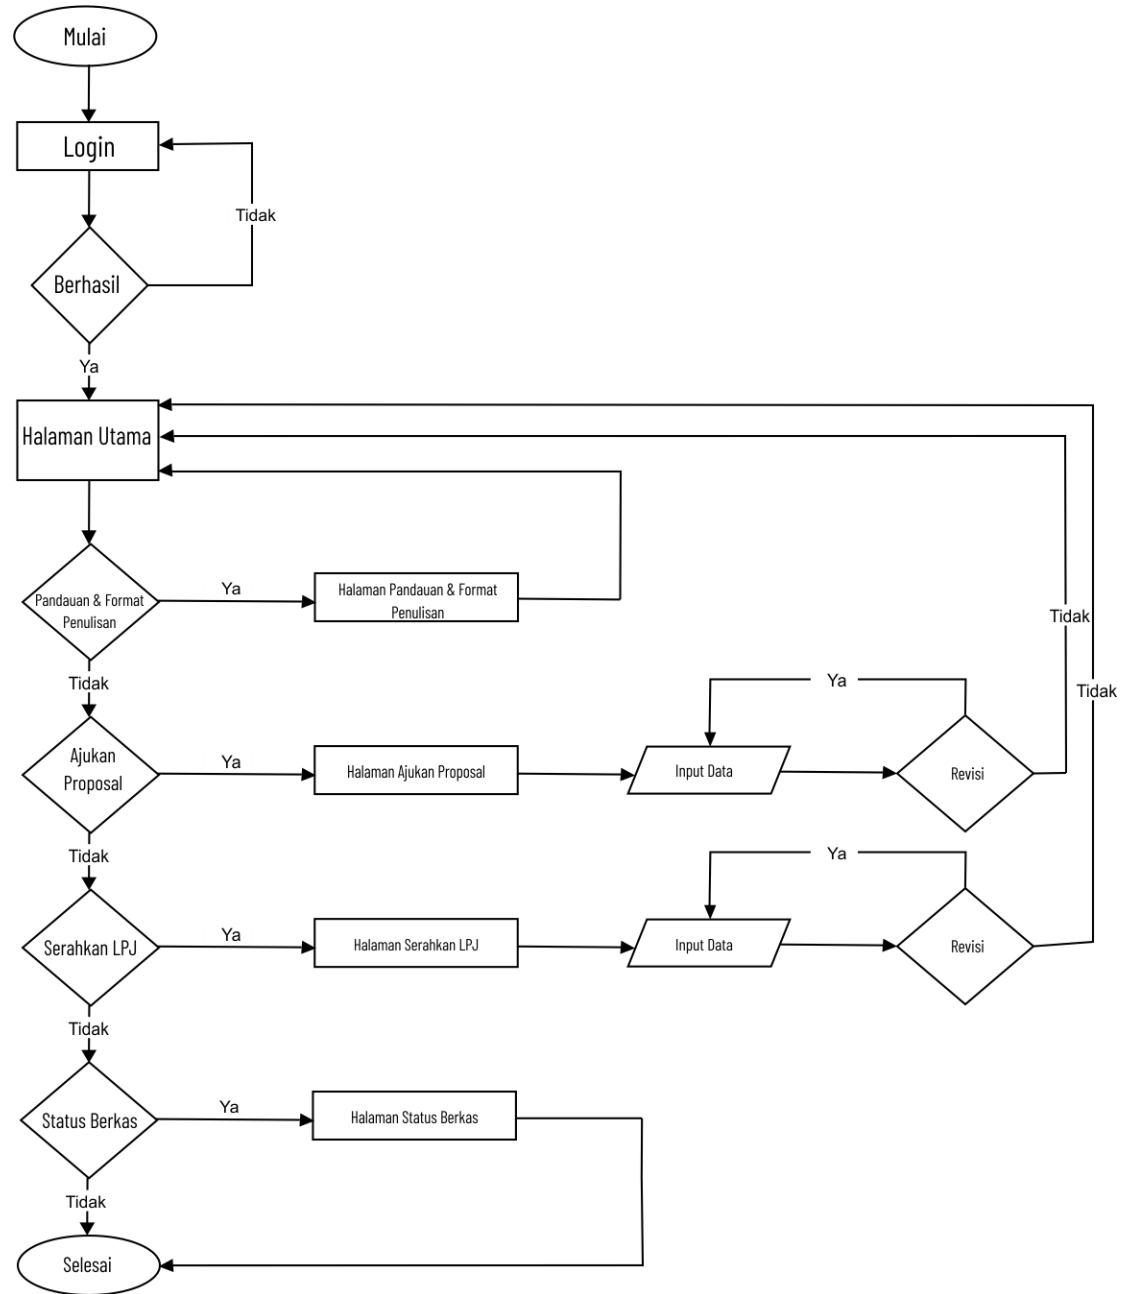 Mulai
Login
Tidak
Berhasil
Ya
Halaman Utama
Pandauan & Format
Penulisan
Ya
Halaman Pandauan & Format
Penulisan
Tidak
Tidak
Tidak
Ajukan
Proposal
Ya
Halaman Ajukan Proposal
Input Data
Ya
Revisi
Tidak
Serahkan LPJ
Ya
Halaman Serahkan LPJ
Input Data
Ya
Revisi
Tidak
Status Berkas
Ya
Halaman Status Berkas
Tidak
Selesai